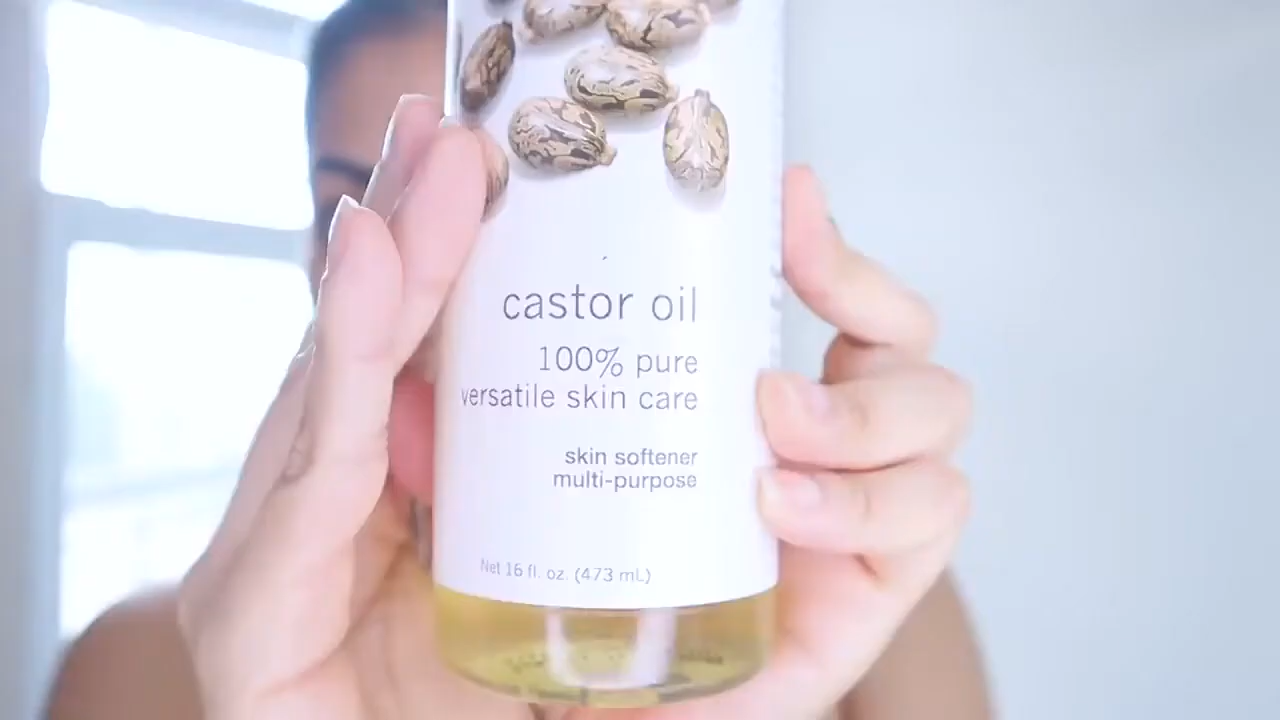 castor oil
100% pure
versatile skin care
skin softener
multi-purpose
Net 16 fl. oz. (473 mL)